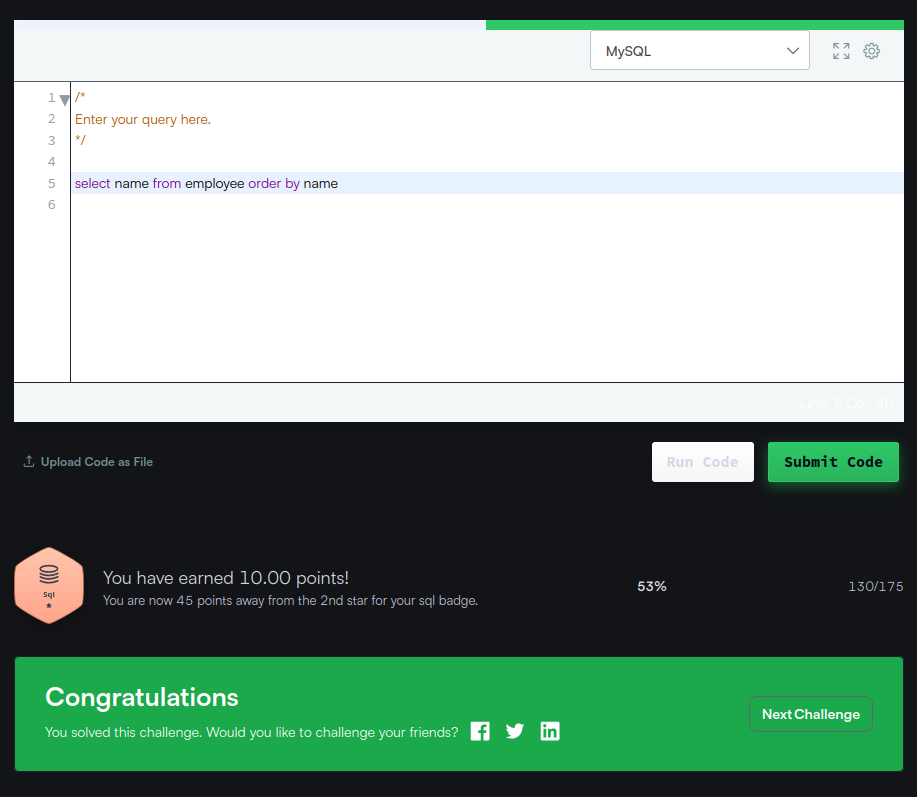 MySQL
1 /*
2 Enter your query here.
3 */
4
5 select name from employee order by name
6
Line: 5 Col: 40
Upload Code as File
Run Code
Submit Code
Sql
You have earned 10.00 points!
You are now 45 points away from the 2nd star for your sql badge.
53%
130/175
Congratulations
You solved this challenge. Would you like to challenge your friends?
Next Challenge